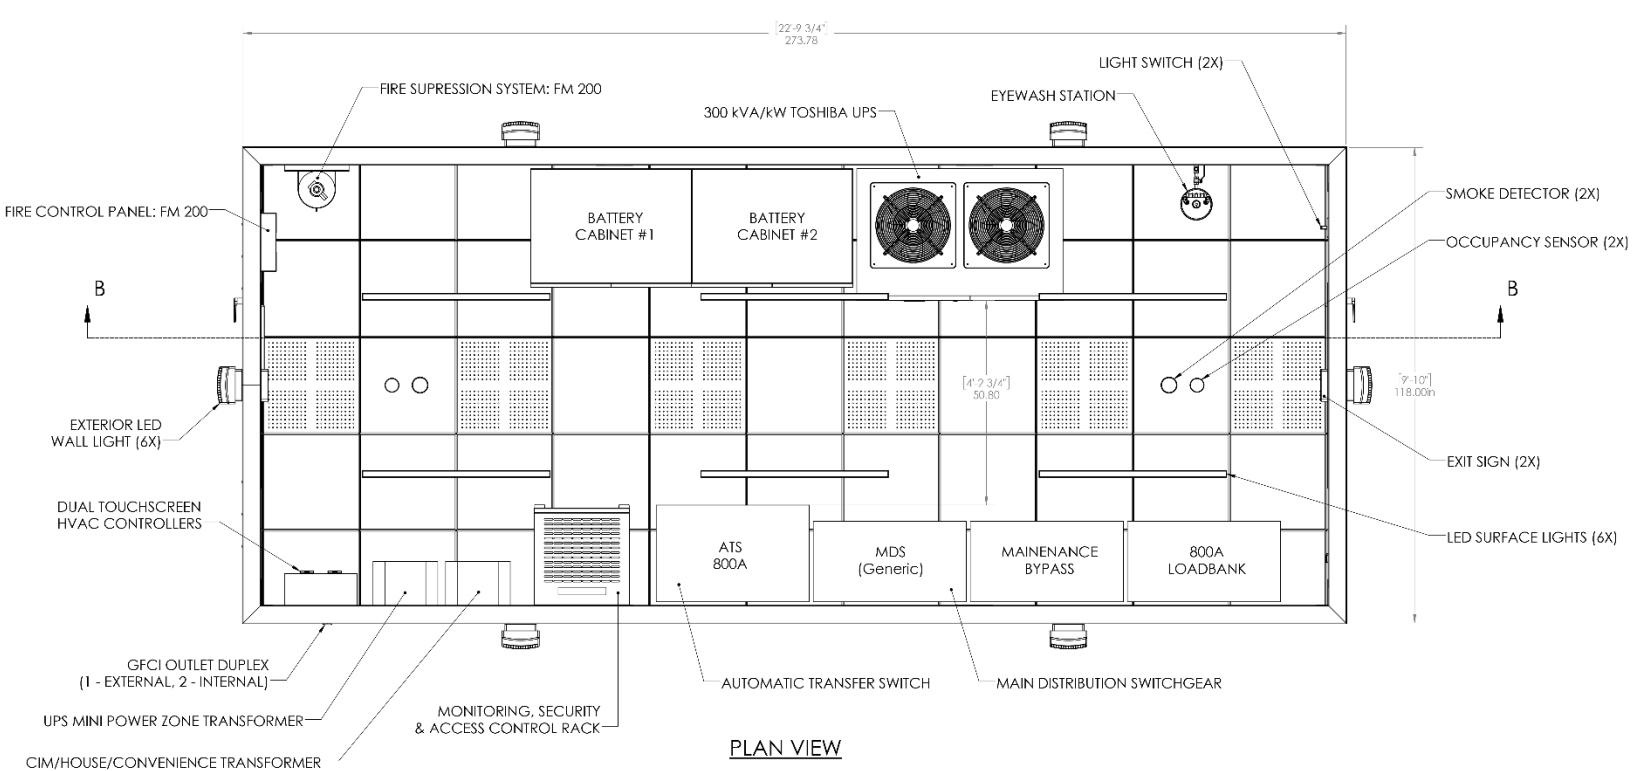 [22'-9 3/4"]
273.78
LIGHT SWITCH (2X)
FIRE SUPRESSION SYSTEM: FM 200
EYEWASH STATION
300 kVA/kW TOSHIBA UPS
SMOKE DETECTOR (2X)
FIRE CONTROL PANEL: FM 200
BATTERY
CABINET #1
BATTERY
CABINET #2
OCCUPANCY SENSOR (2X)
B
B
[4'-2 3/4"]
50.80
[9'-10"]
118.00in
EXTERIOR LED
WALL LIGHT (6X)
EXIT SIGN (2X)
DUAL TOUCHSCREEN
HVAC CONTROLLERS
LED SURFACE LIGHTS (6X)
ATS
800A
MDS
(Generic)
MAINENANCE
BYPASS
800A
LOADBANK
GFCI OUTLET DUPLEX
(1 - EXTERNAL, 2 - INTERNAL)
AUTOMATIC TRANSFER SWITCH
MAIN DISTRIBUTION SWITCHGEAR
UPS MINI POWER ZONE TRANSFORMER
MONITORING, SECURITY
& ACCESS CONTROL RACK
PLAN VIEW
CIM/HOUSE/CONVENIENCE TRANSFORMER